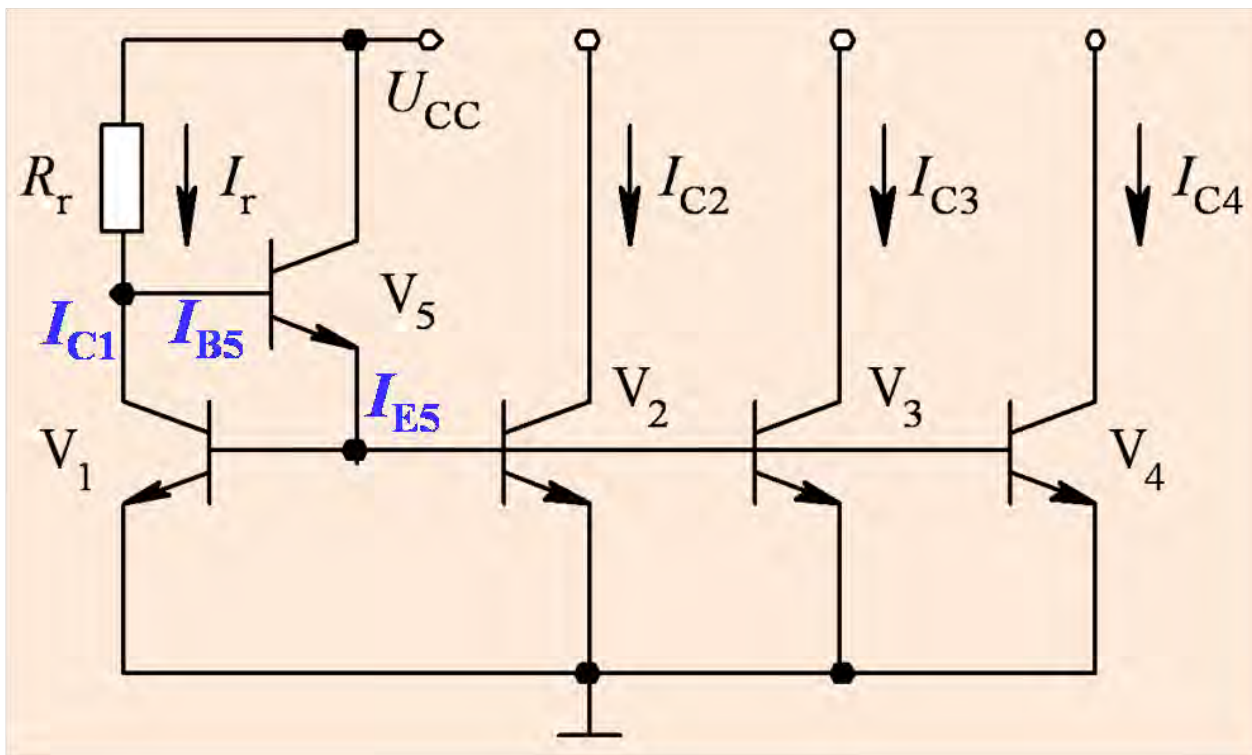 U_CC
R_r I_r I_C2 I_C3 I_C4
V_5
I_C1 I_B5
I_E5 V_2 V_3
V_1 V_4